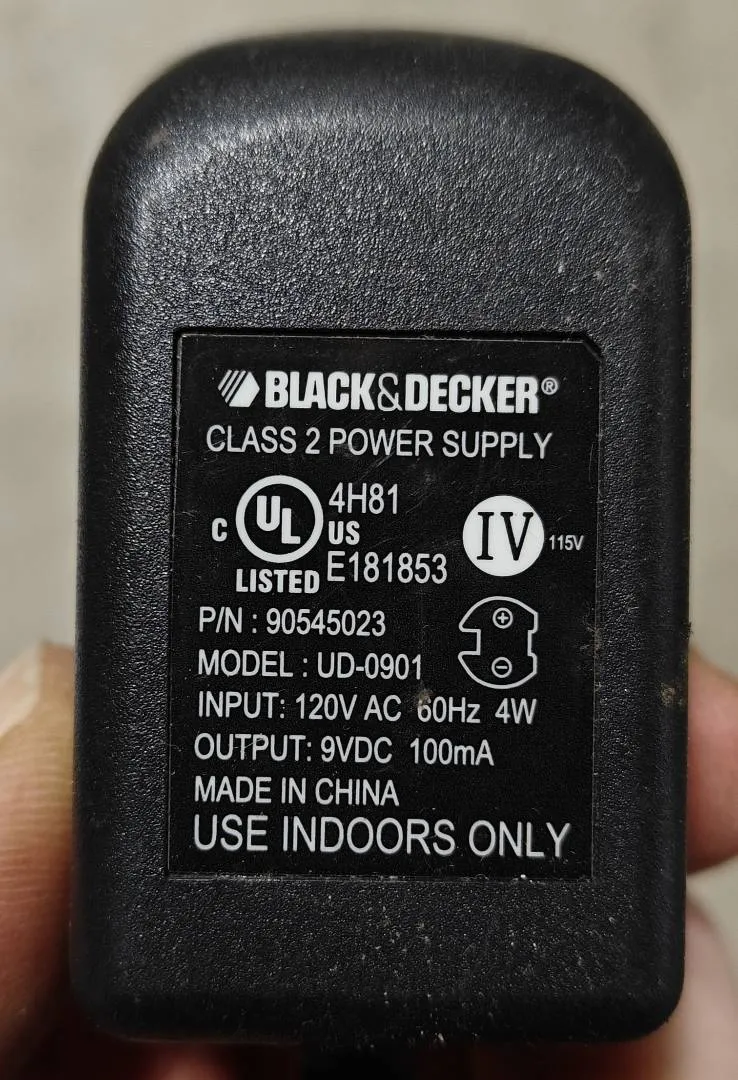 BLACK&DECKER®
CLASS 2 POWER SUPPLY
C UL US LISTED 4H81 E181853
IV 115V
P/N : 90545023
MODEL : UD-0901
+
−
INPUT: 120V AC 60Hz 4W
OUTPUT: 9VDC 100mA
MADE IN CHINA
USE INDOORS ONLY